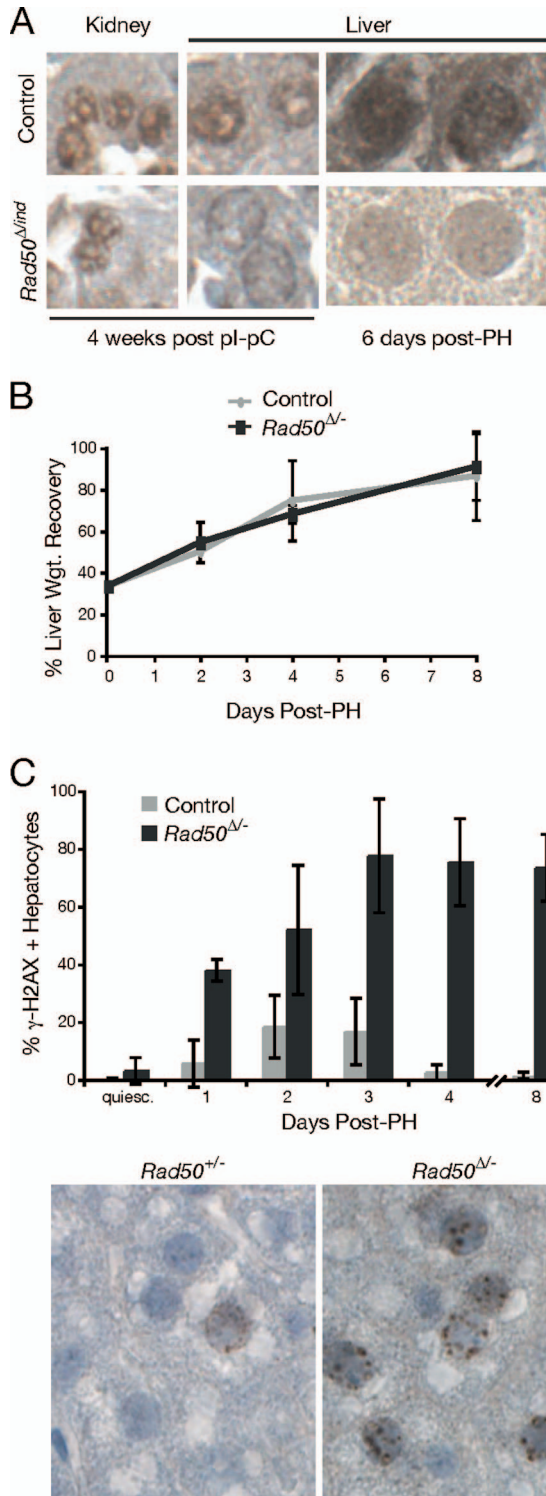 A
Kidney Liver
Control
Rad50Δ/ind
4 weeks post pI-pC 6 days post-PH
B
Control
Rad50Δ/-
% Liver Wgt. Recovery
100
80
60
40
20
0
0 1 2 3 4 5 6 7 8
Days Post-PH
C
Control
Rad50Δ/-
% γ-H2AX + Hepatocytes
100
80
60
40
20
0
quiesc. 1 2 3 4 8
Days Post-PH
Rad50+/- Rad50Δ/-